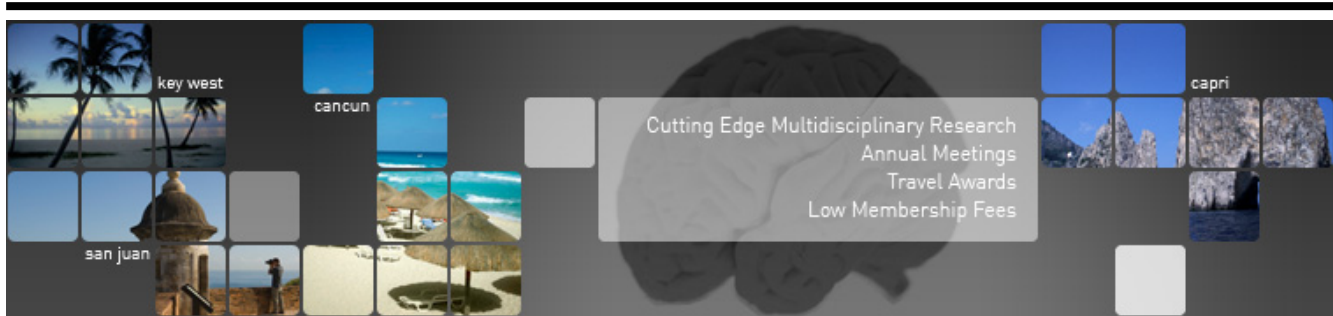 key west
cancun
san juan
Cutting Edge Multidisciplinary Research
Annual Meetings
Travel Awards
Low Membership Fees
capri